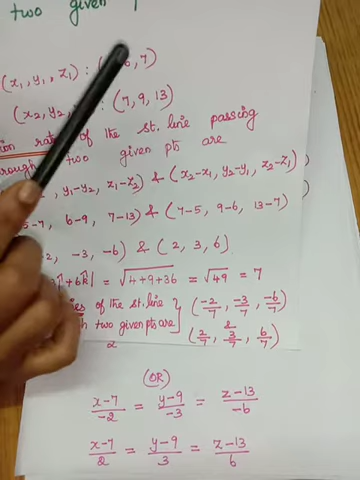 two given
(x₁, y₁, z₁) : ( 6, 7)
(x₂, y₂, : (7, 9, 13)
ratios of the st. line passing
two given pts are
, y₁-y₂, z₁-z₂) & (x₂-x₁, y₂-y₁, z₂-z₁)
5-7, 6-9, 7-13) & (7-5, 9-6, 13-7)
-2, -3, -6) & (2, 3, 6)
3ĵ+6k̂| = √4+9+36 = √49 = 7
of the st. line } (-2/7, -3/7, -6/7)
two given pts are &
(2/7, 3/7, 6/7)
(OR)
x-7/-2 = y-9/-3 = z-13/-6
x-7/2 = y-9/3 = z-13/6